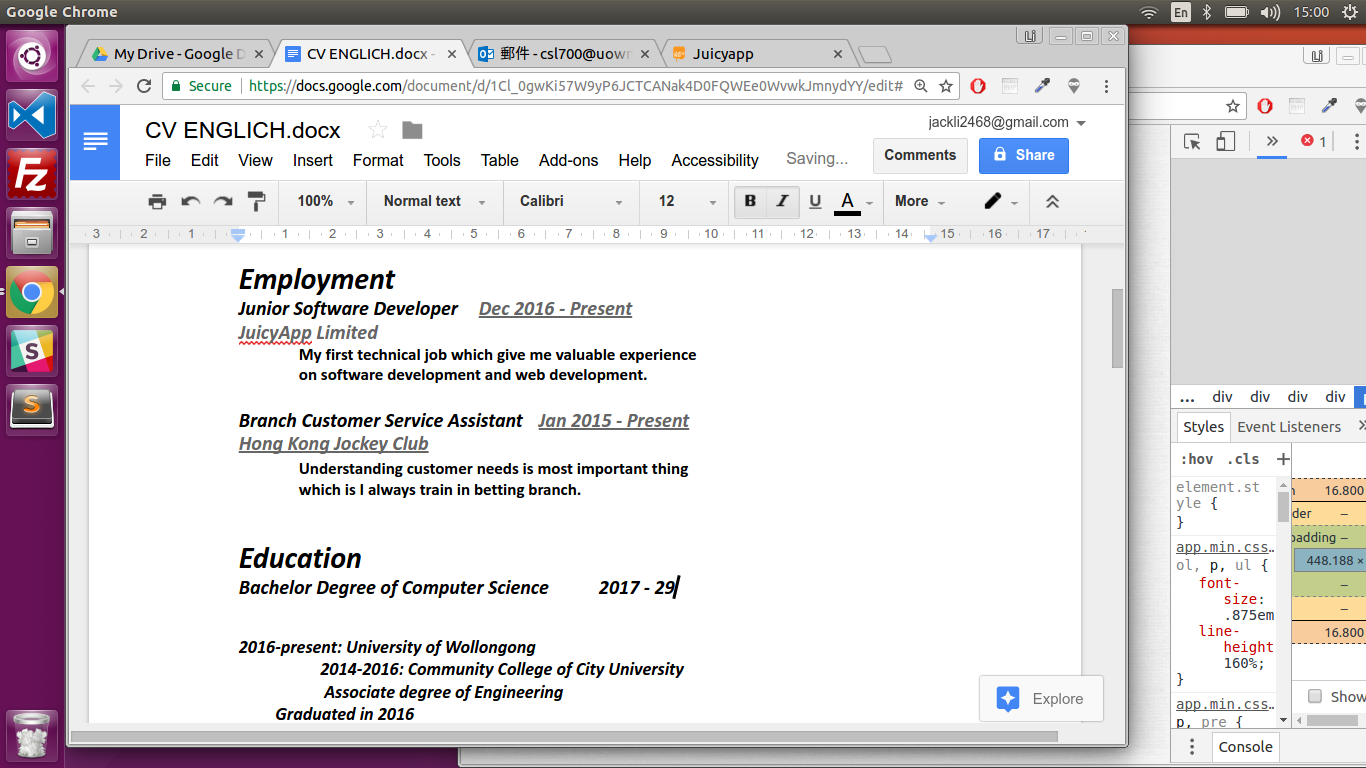 Google Chrome
En
15:00
Li
My Drive - Google D
CV ENGLICH.docx -
郵件 - csl700@uowm
Juicyapp
Secure
https://docs.google.com/document/d/1Cl_0gwKi57W9yP6JCTCANak4D0FQWEe0WvwkJmnydYY/edit#
CV ENGLICH.docx
jackli2468@gmail.com
File Edit View Insert Format Tools Table Add-ons Help Accessibility Saving...
Comments
Share
100% Normal text Calibri 12 B I U A More
3 2 1 1 2 3 4 5 6 7 8 9 10 11 12 13 14 15 16 17
Employment
Junior Software Developer Dec 2016 - Present
JuicyApp Limited
My first technical job which give me valuable experience
on software development and web development.
Branch Customer Service Assistant Jan 2015 - Present
Hong Kong Jockey Club
Understanding customer needs is most important thing
which is I always train in betting branch.
Education
Bachelor Degree of Computer Science 2017 - 29
2016-present: University of Wollongong
2014-2016: Community College of City University
Associate degree of Engineering
Graduated in 2016
Explore
Li
1
... div div div div
Styles Event Listeners
:hov .cls +
element.st
yle {
}
app.min.css…
ol, p, ul {
font-
size:
.875em
line-
height
160%;
}
app.min.css…
p, pre {
n 16.800
der –
padding –
448.188 ×
–
–
16.800
Show
Console